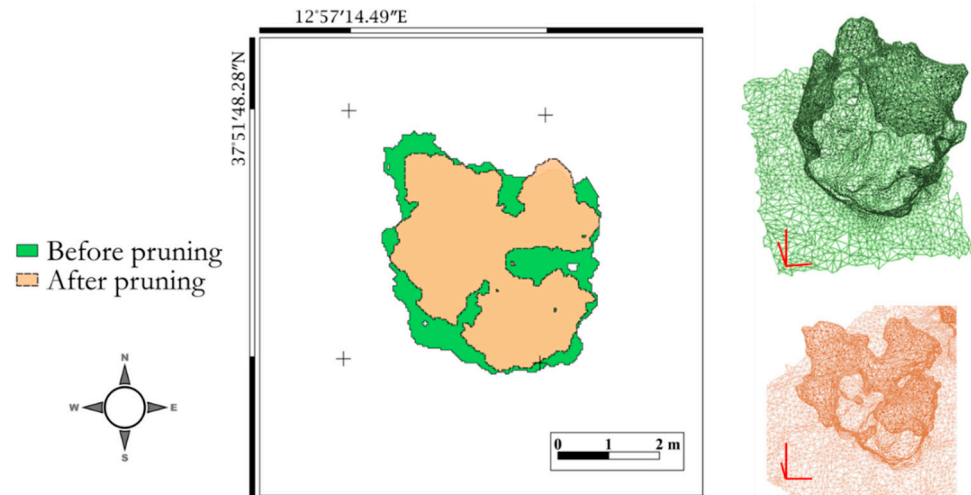 12°57′14.49″E
37°51′48.28″N
Before pruning
After pruning
N
W
E
S
0 1 2 m